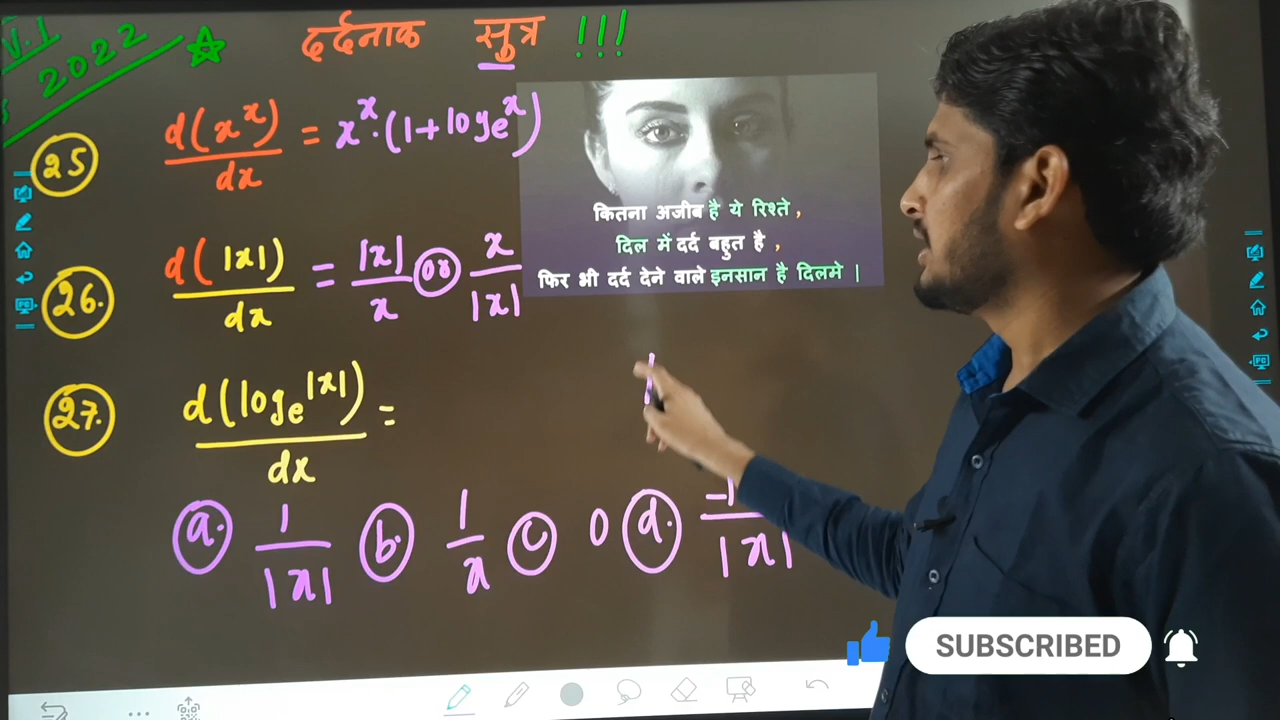 V.1
2022
दर्दनाक सुत्र !!!
25 d(x^x)/dx = x^x.(1+log_e^x)
कितना अजीब है ये रिश्ते ,
दिल में दर्द बहुत है ,
फिर भी दर्द देने वाले इनसान है दिलमे |
26. d(|x|)/dx = |x|/x or x/|x|
27. d(log_e^|x|)/dx =
a. 1/|x| b. 1/x c 0 d. -1/|x|
SUBSCRIBED